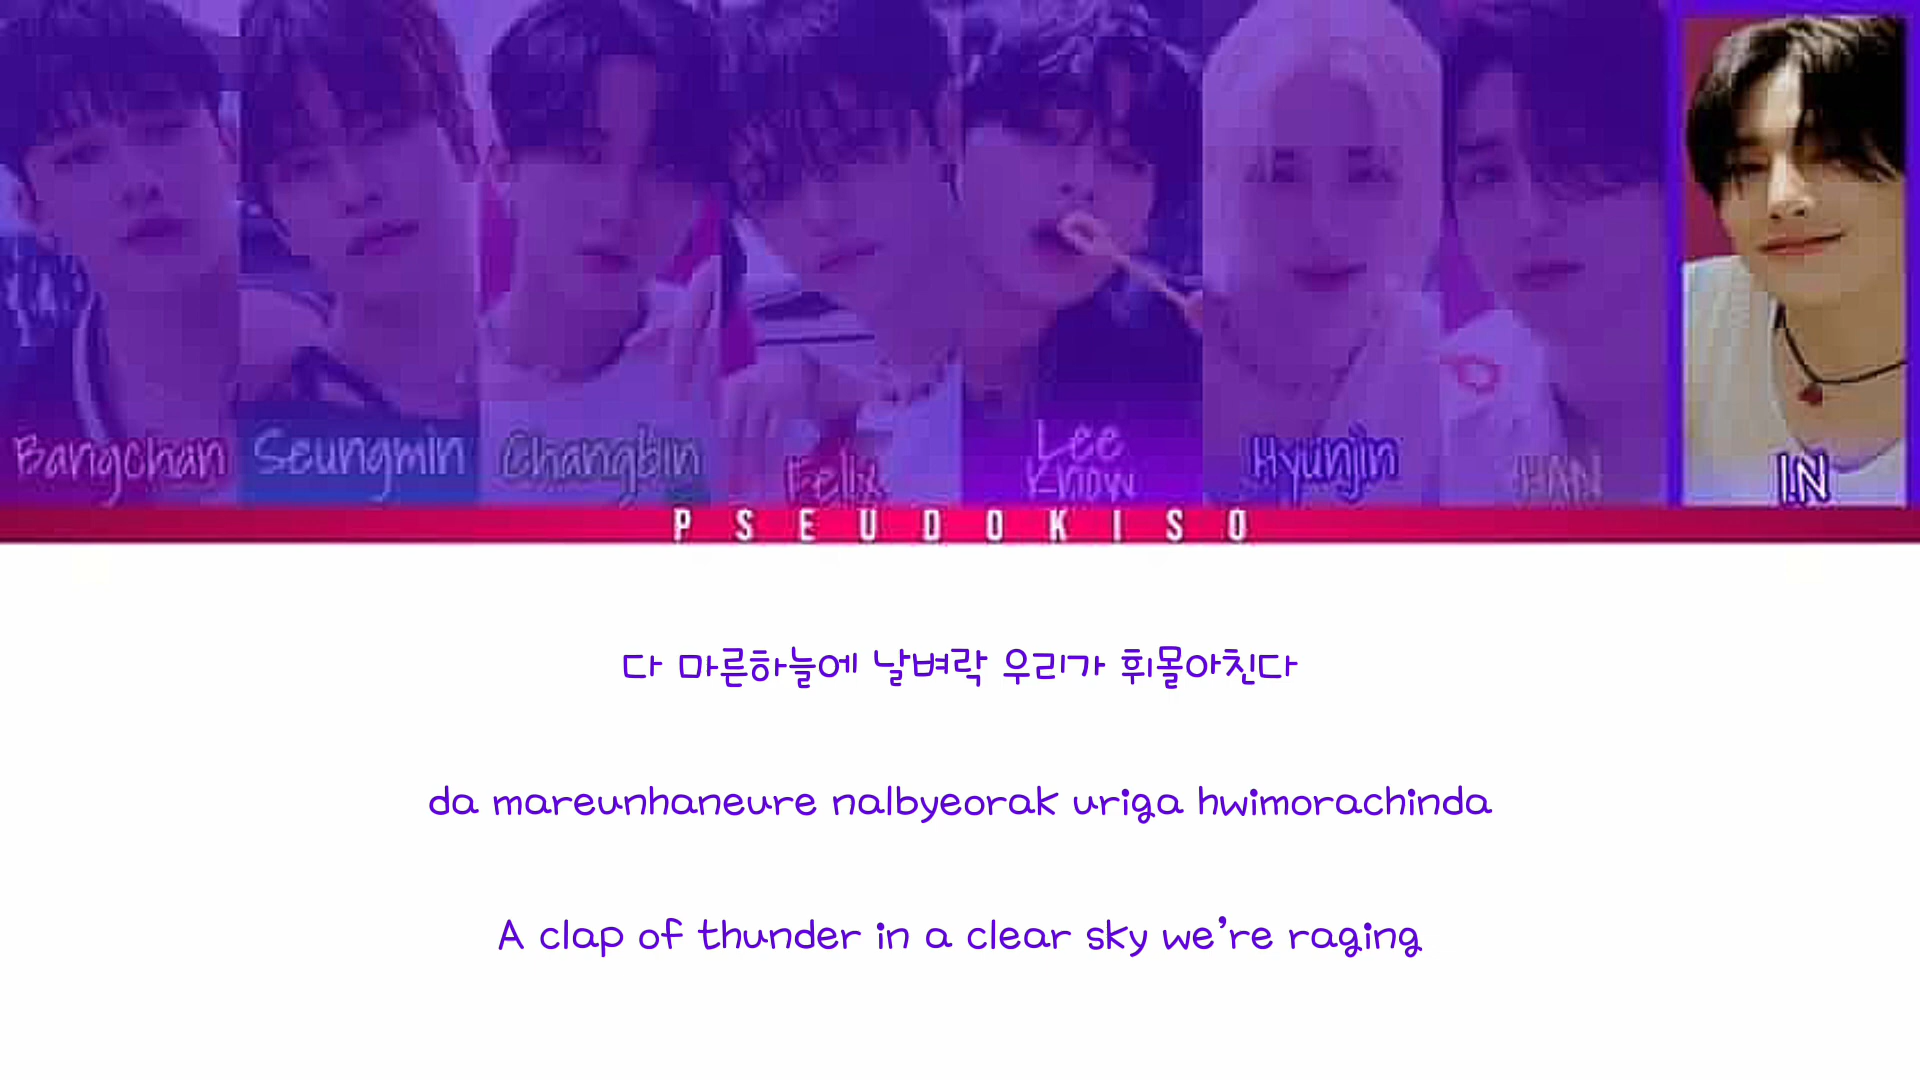 Bangchan Seungmin Changbin Felix Lee Know Hyunjin HAN I.N
PSEUDOKISO
다 마른하늘에 날벼락 우리가 휘몰아친다
da mareunhaneure nalbyeorak uriga hwimorachinda
A clap of thunder in a clear sky we’re raging